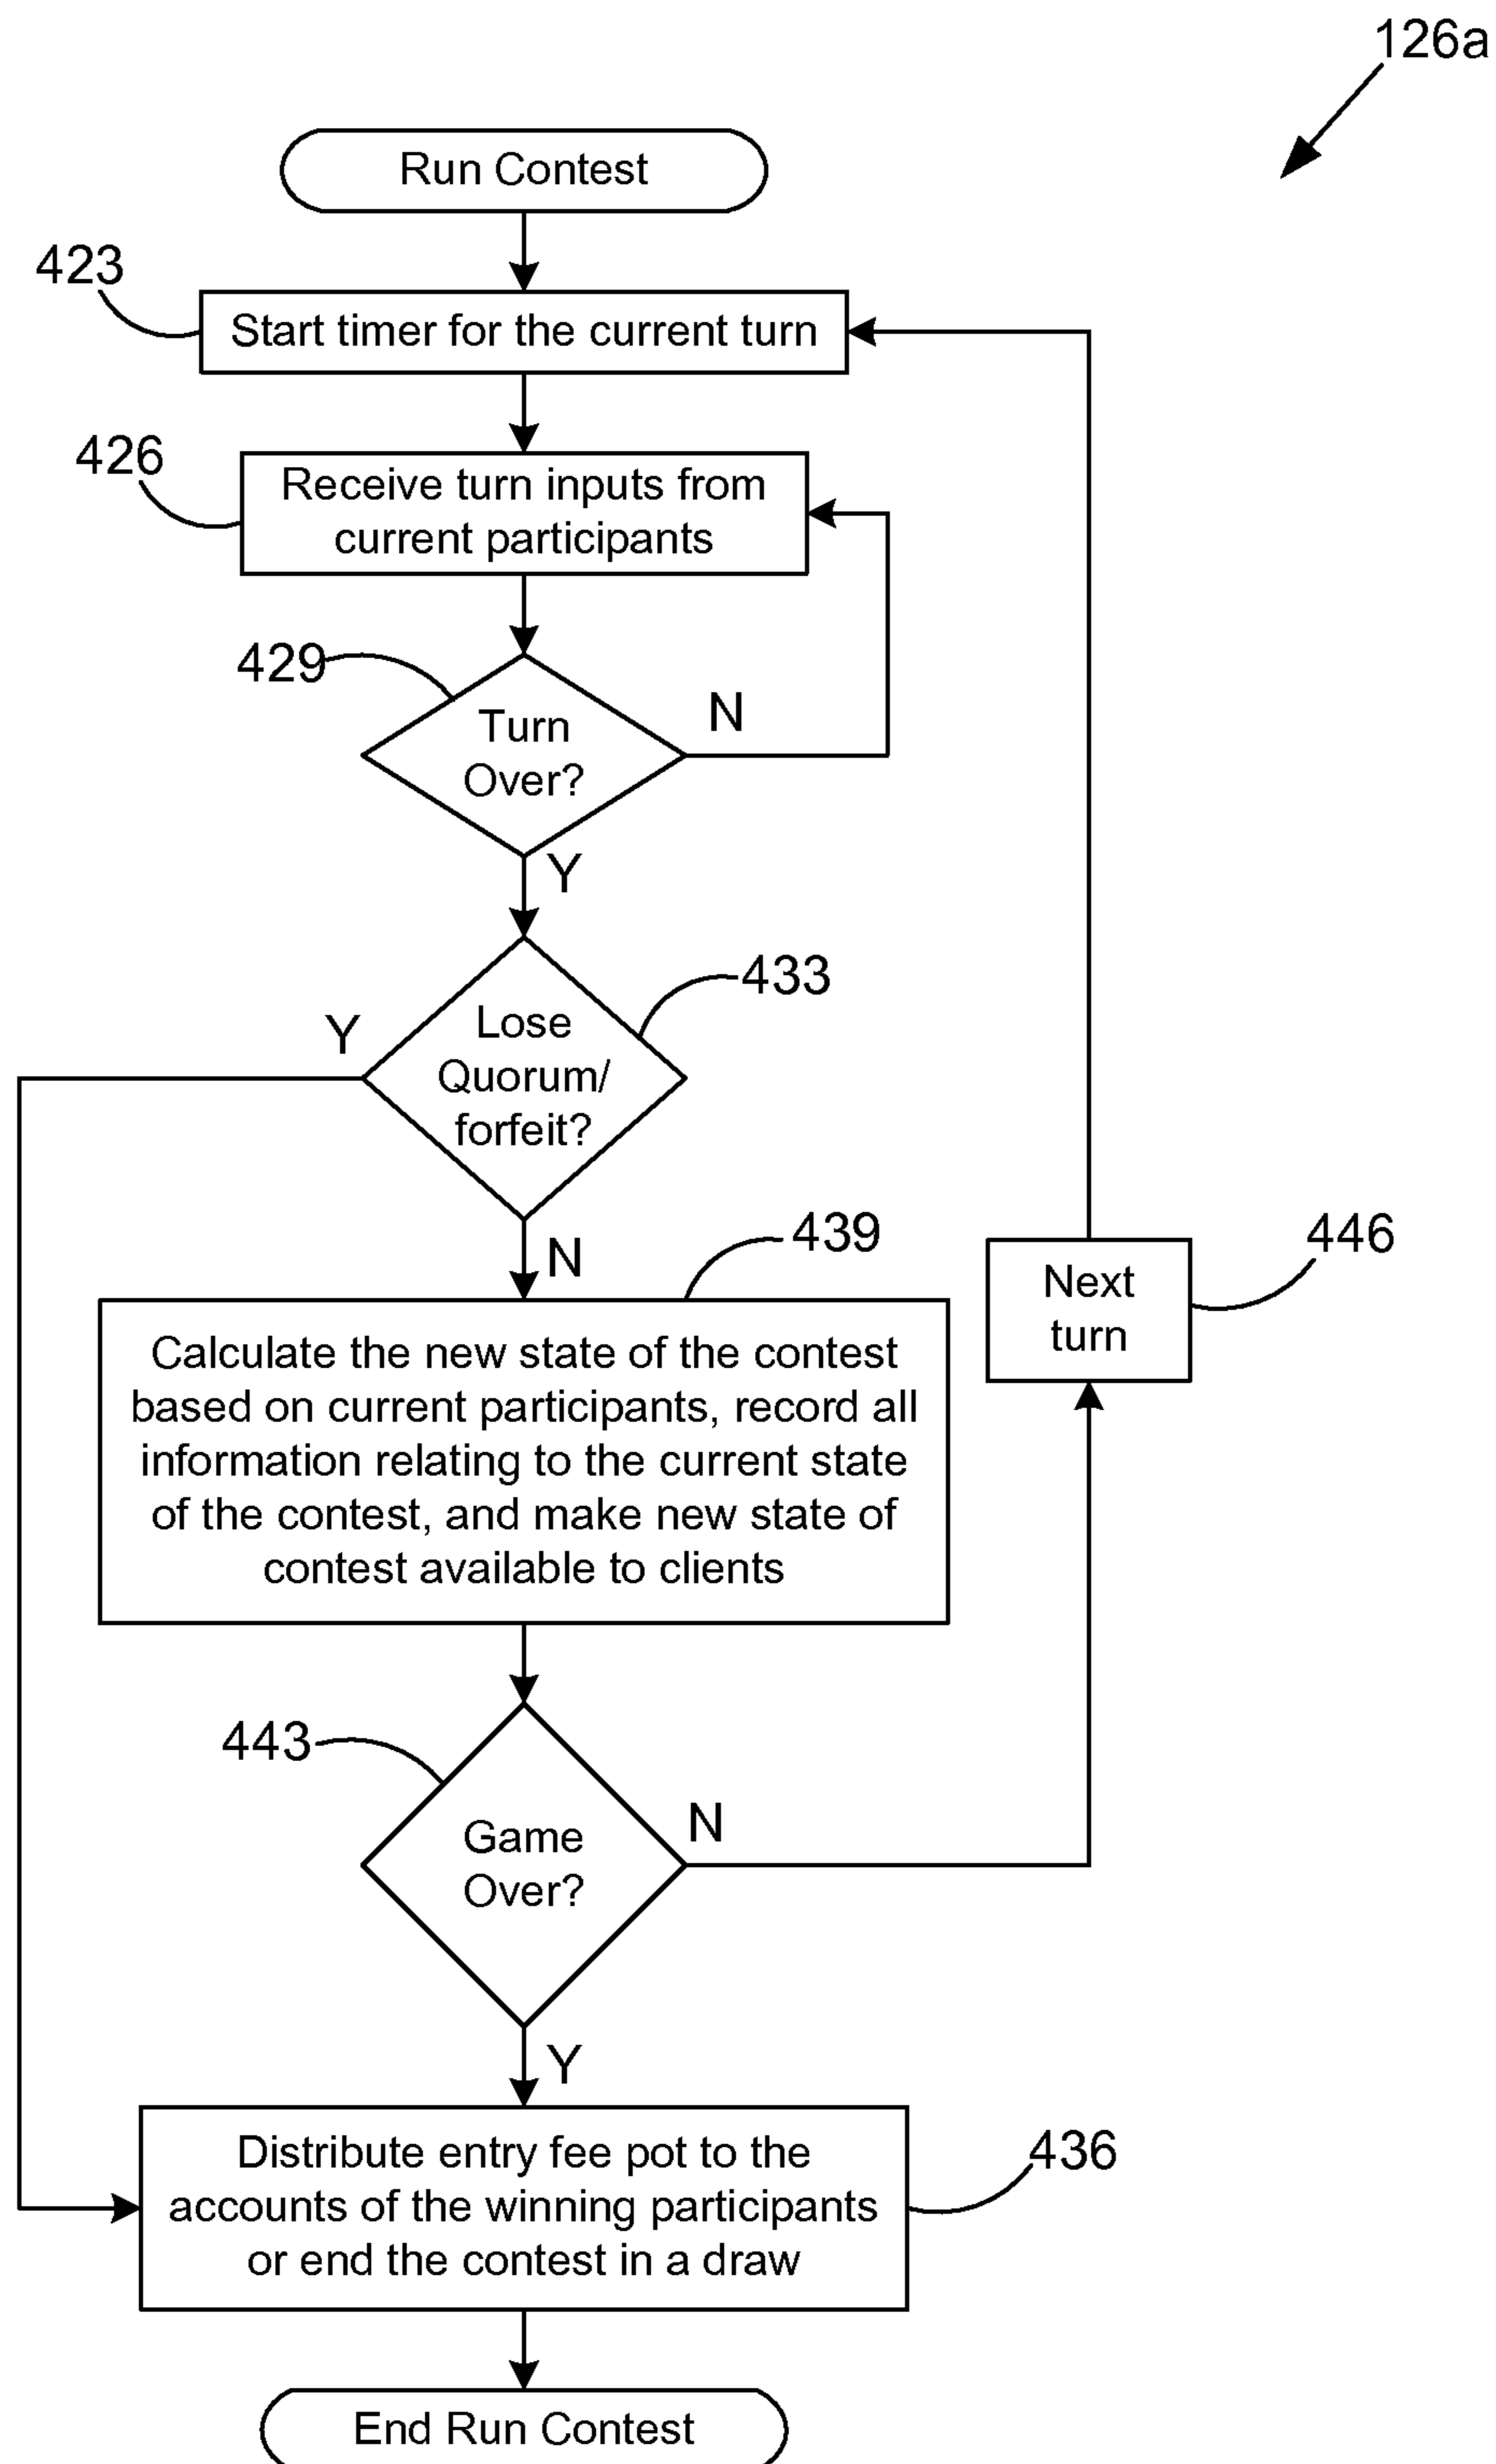 126a
Run Contest
423
Start timer for the current turn
426
Receive turn inputs from
current participants
429
Turn
Over?
N
Y
433
Lose
Quorum/
forfeit?
Y
N
439
Calculate the new state of the contest
based on current participants, record all
information relating to the current state
of the contest, and make new state of
contest available to clients
446
Next
turn
443
Game
Over?
N
Y
Distribute entry fee pot to the
accounts of the winning participants
or end the contest in a draw
436
End Run Contest